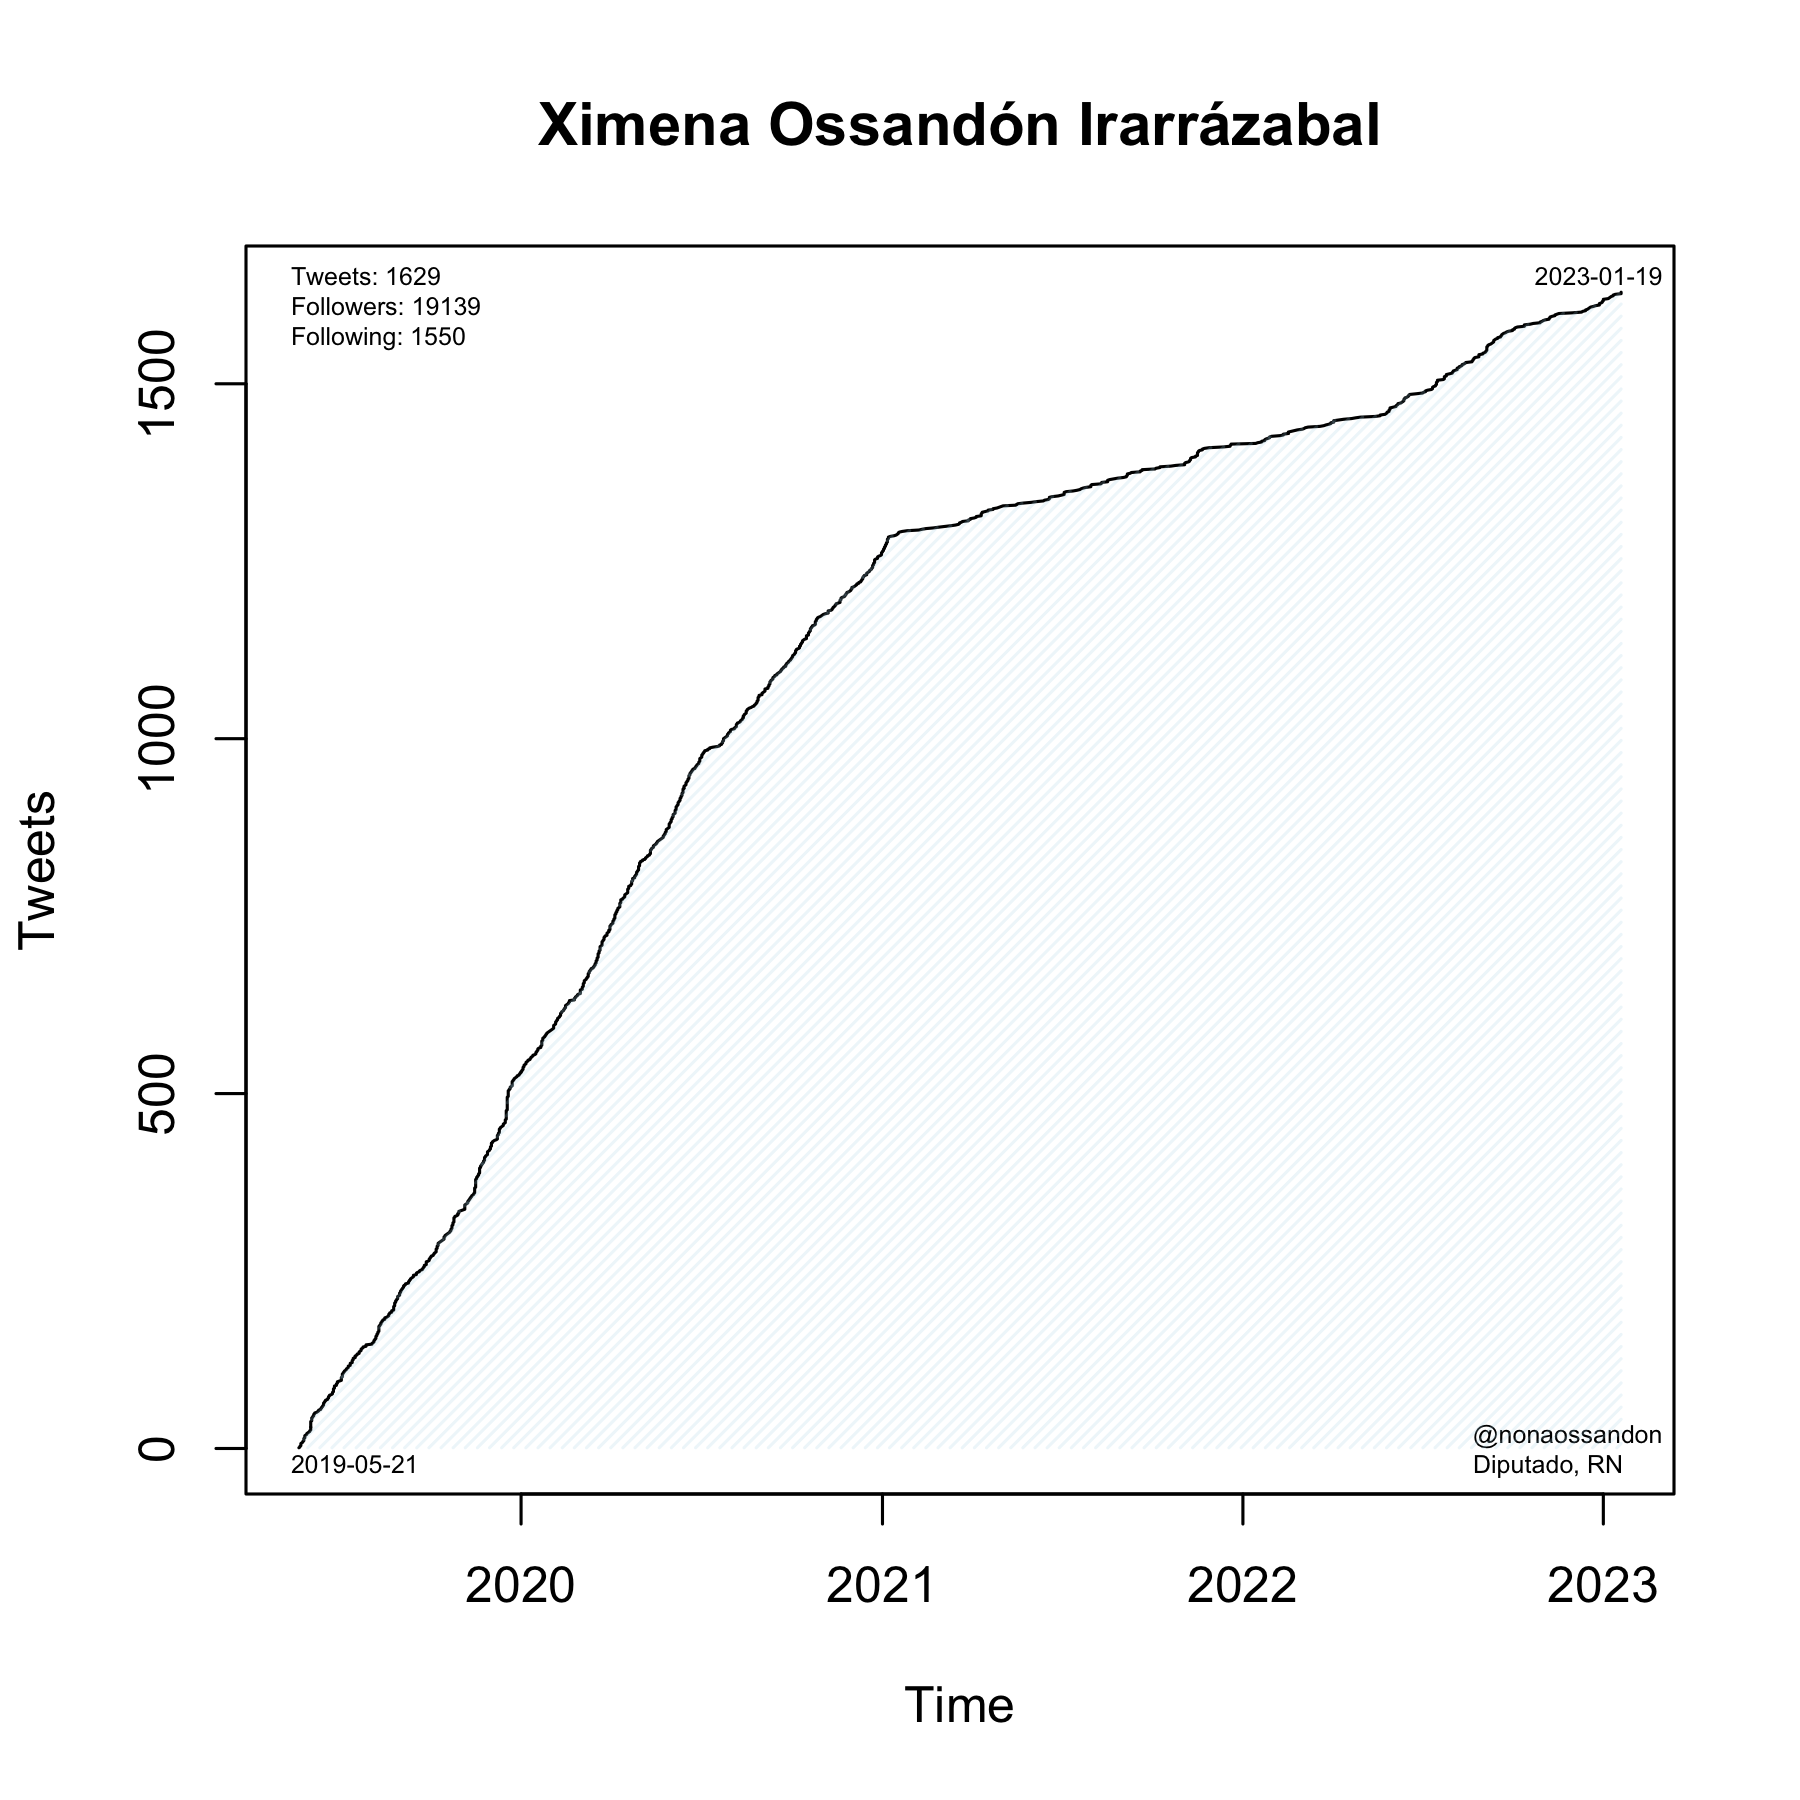 Ximena Ossandón Irarrázabal
Tweets: 1629
Followers: 19139
Following: 1550
2023-01-19
1500
1000
500
0
Tweets
2019-05-21
@nonaossandon
Diputado, RN
2020
2021
2022
2023
Time